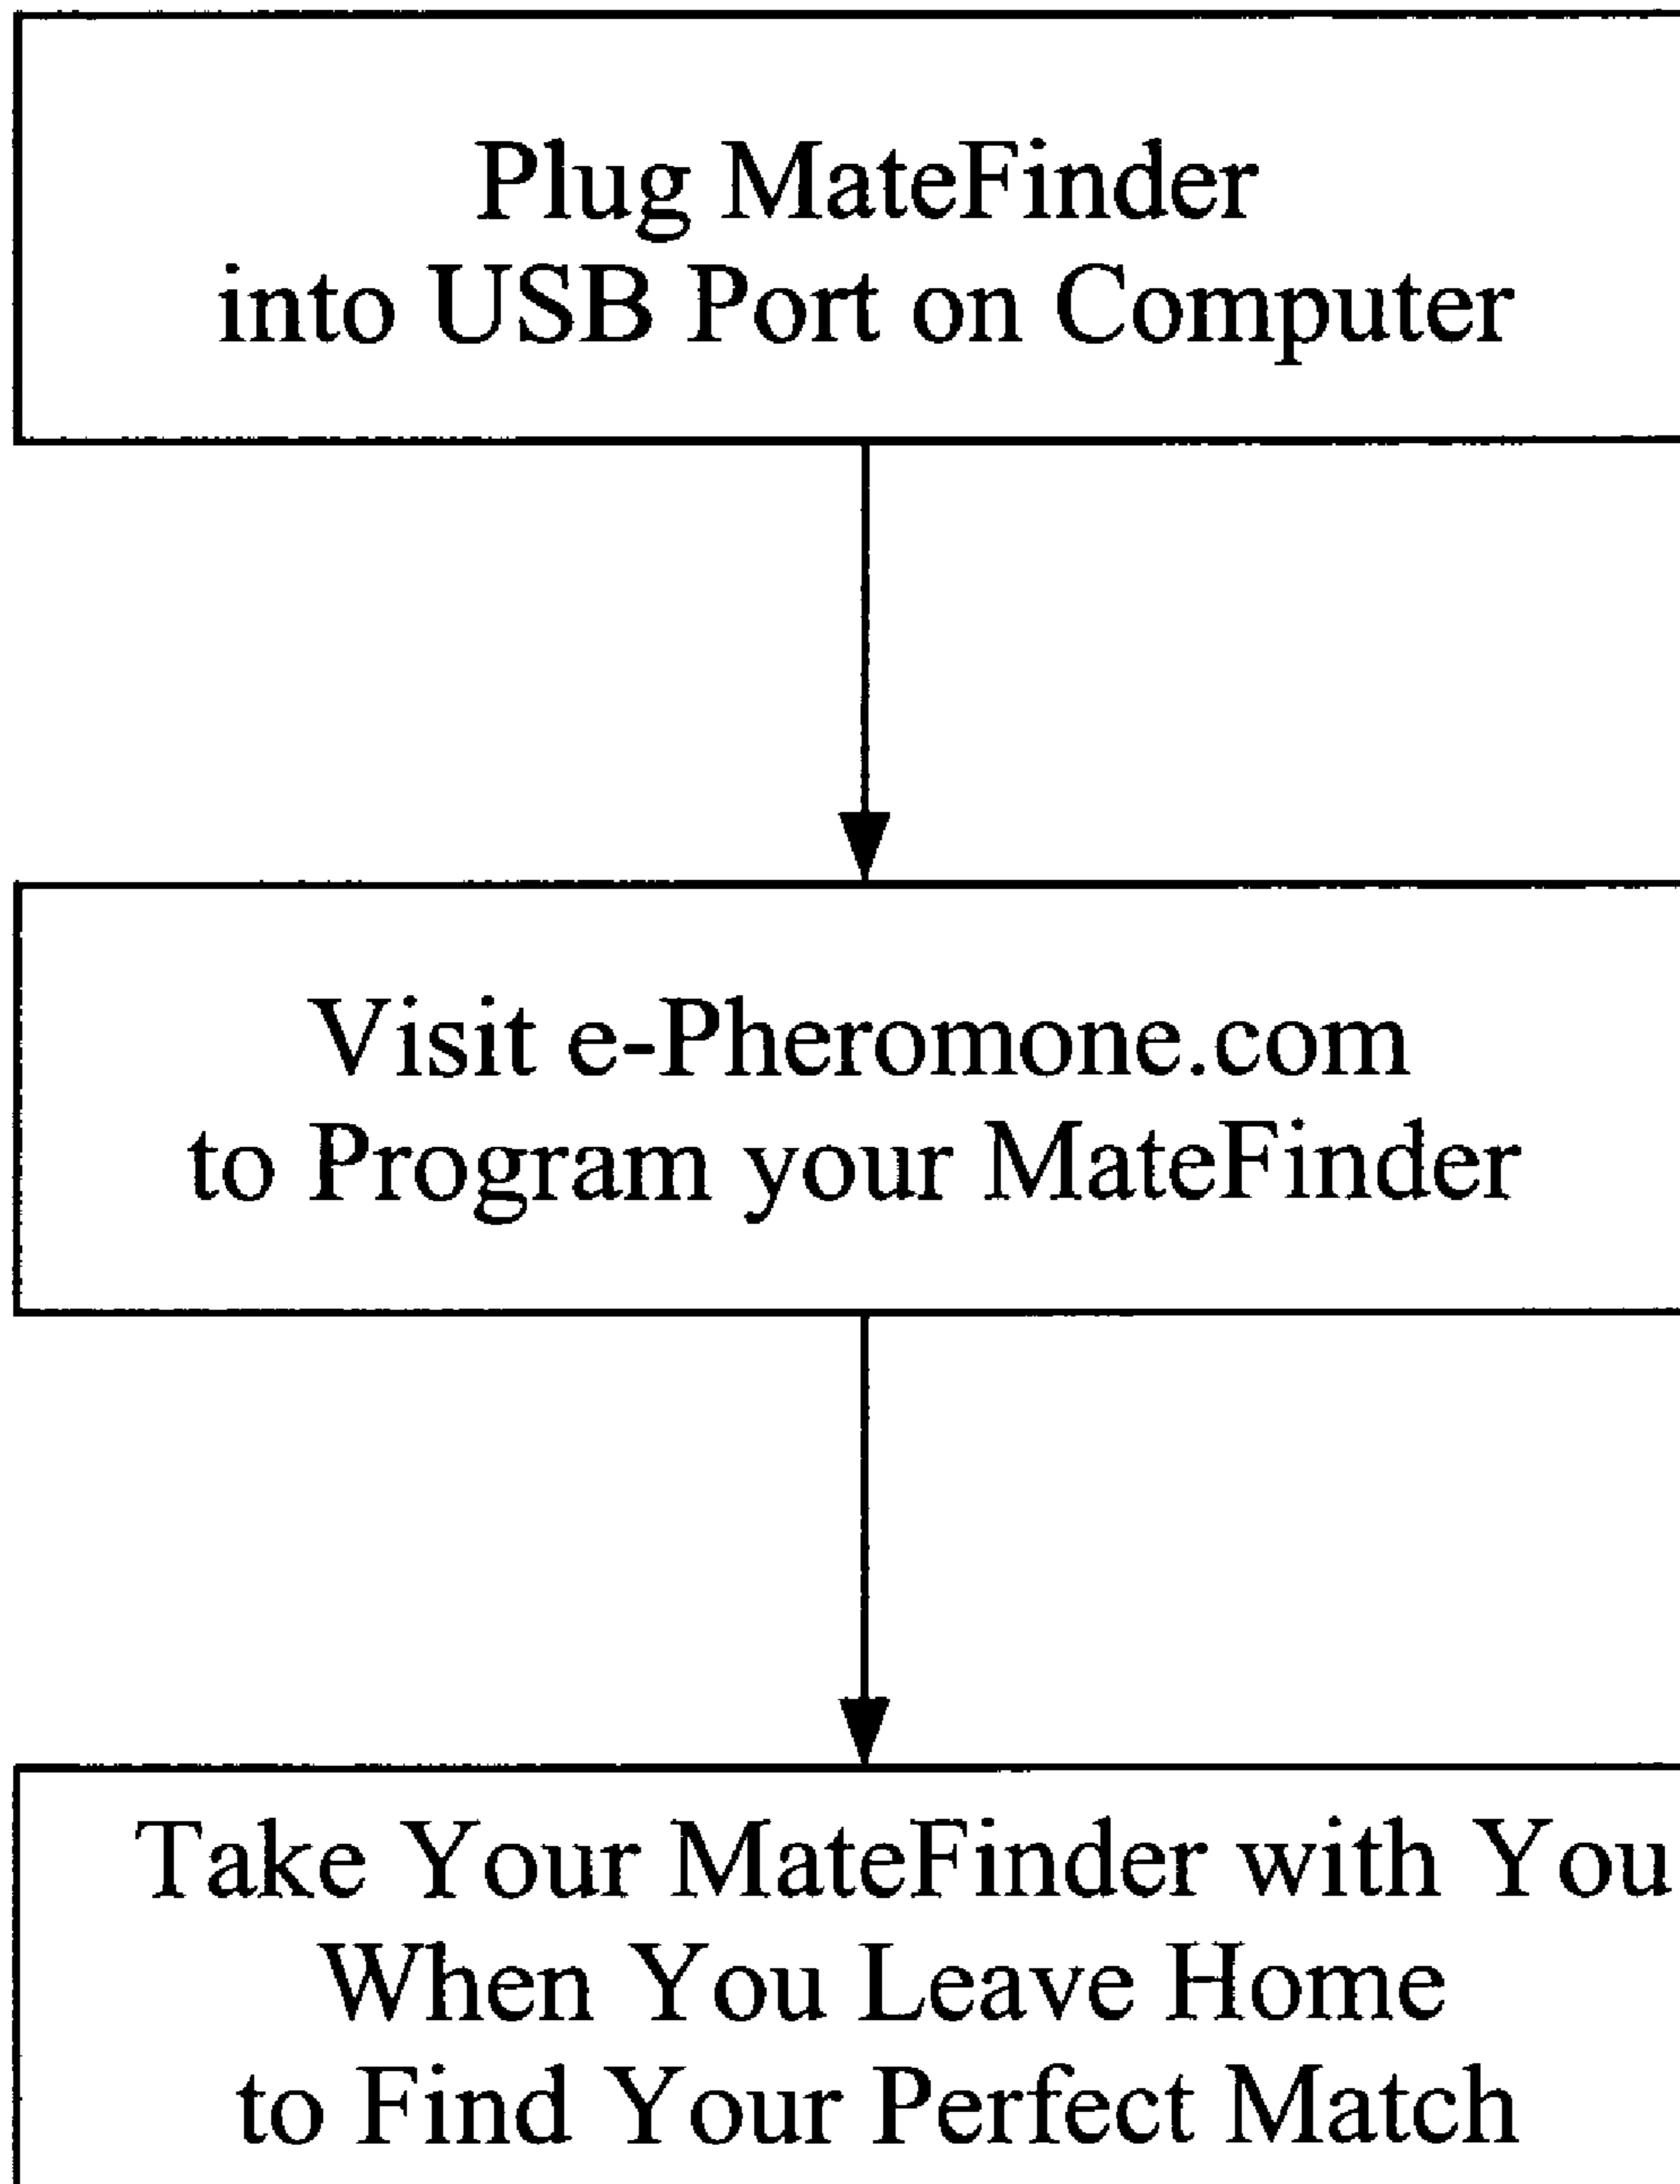 Plug MateFinder
into USB Port on Computer
Visit e-Pheromone.com
to Program your MateFinder
Take Your MateFinder with You
When You Leave Home
to Find Your Perfect Match